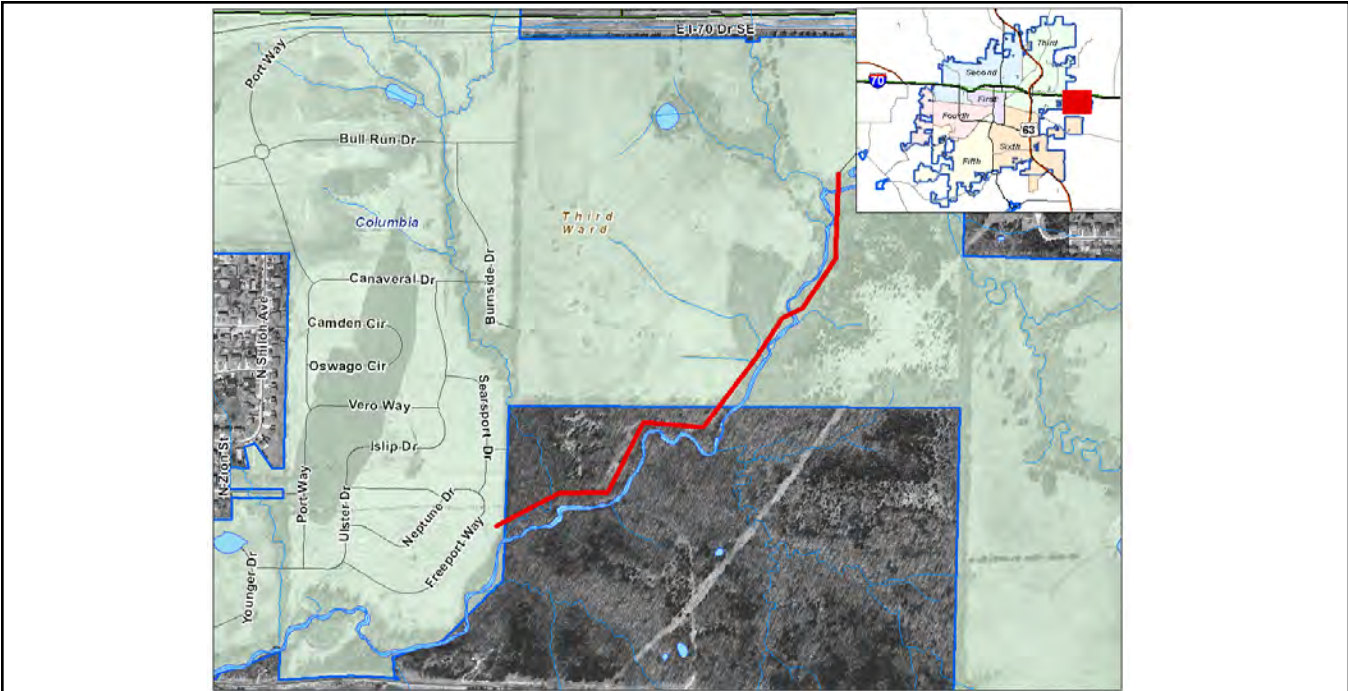 E I-70 Dr SE
Port Way
Bull Run Dr
Columbia
Third
Ward
Burnside Dr
Canaveral Dr
N Shiloh Ave
Camden Cir
Oswago Cir
Vero Way
Searsport Dr
Islip Dr
N Zion St
Port Way
Ulster Dr
Neptune Dr
Freeport Way
Younger Dr
Third
70
Second
First
Fourth
63
Sixth
Fifth